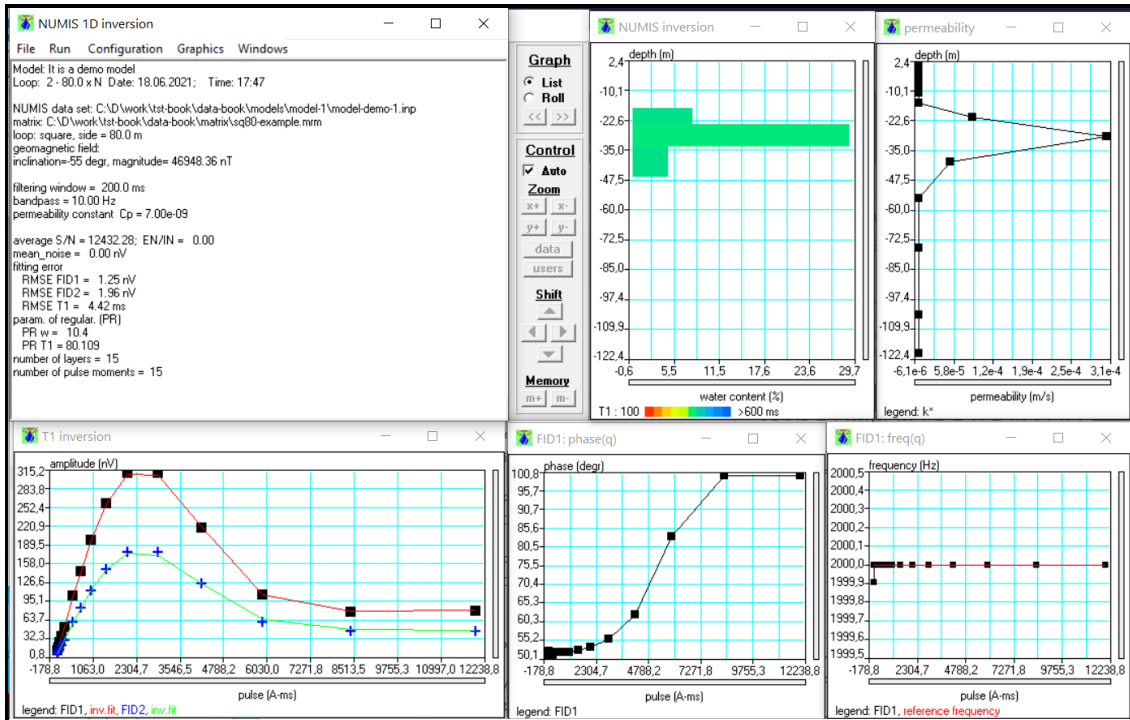 NUMIS 1D inversion
File Run Configuration Graphics Windows
Model: It is a demo model
Loop: 2 - 80.0 x N Date: 18.06.2021; Time: 17:47
NUMIS data set: C:\D\work\tst-book\data-book\models\model-1\model-demo-1.inp
matrix: C:\D\work\tst-book\data-book\matrix\sq80-example.mrm
loop: square, side = 80.0 m
geomagnetic field:
inclination=-55 degr, magnitude= 46948.36 nT
filtering window = 200.0 ms
bandpass = 10.00 Hz
permeability constant Cp = 7.00e-09
average S/N = 12432.28; EN/IN = 0.00
mean_noise = 0.00 nV
fitting error
RMSE FID1 = 1.25 nV
RMSE FID2 = 1.96 nV
RMSE T1 = 4.42 ms
param. of regular. (PR)
PR w = 10.4
PR T1 = 80.109
number of layers = 15
number of pulse moments = 15
Graph
List
Roll
<< >>
Control
Auto
Zoom
x+ x-
y+ y-
data
users
Shift
Memory
m+ m-
NUMIS inversion
depth (m)
2,4
-10,1
-22,6
-35,0
-47,5
-60,0
-72,5
-85,0
-97,4
-109,9
-122,4
-0,6 5,5 11,5 17,6 23,6 29,7
water content (%)
T1 : 100 >600 ms
permeability
depth (m)
2,4
-10,1
-22,6
-35,0
-47,5
-60,0
-72,5
-85,0
-97,4
-109,9
-122,4
-6,1e-6 5,8e-5 1,2e-4 1,9e-4 2,5e-4 3,1e-4
permeability (m/s)
legend: k"
T1 inversion
amplitude (nV)
315,2
283,8
252,4
220,9
189,5
158,0
126,6
95,1
63,7
32,3
0,8
-178,8 1063,0 2304,7 3546,5 4788,2 6030,0 7271,8 8513,5 9755,3 10997,0 12238,8
pulse (A-ms)
legend: FID1, inv.fit, FID2, inv.fit
FID1: phase(q)
phase (degr)
100,8
95,7
90,7
85,6
80,5
75,5
70,4
65,3
60,3
55,2
50,1
-178,8 2304,7 4788,2 7271,8 9755,3 12238,8
pulse (A-ms)
legend: FID1
FID1: freq(q)
frequency (Hz)
2000,5
2000,4
2000,3
2000,2
2000,1
2000,0
1999,9
1999,8
1999,7
1999,6
1999,5
-178,8 2304,7 4788,2 7271,8 9755,3 12238,8
pulse (A-ms)
legend: FID1, reference frequency